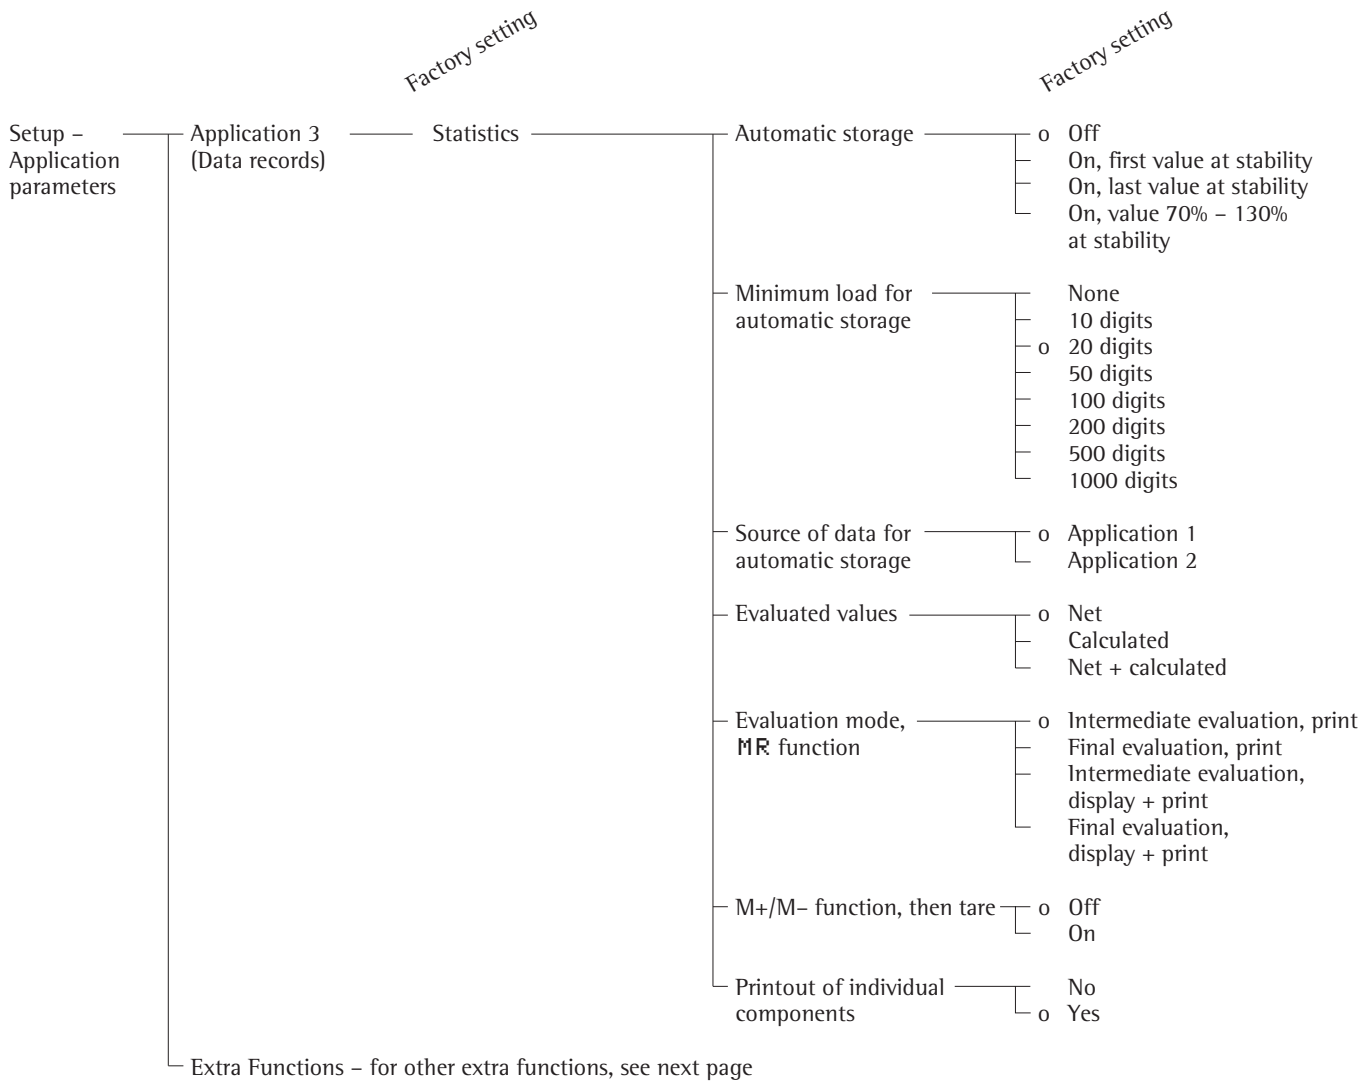 Factory setting
Factory setting
Setup –
Application
parameters
Application 3
(Data records)
Statistics
Automatic storage
o Off
On, first value at stability
On, last value at stability
On, value 70% – 130%
at stability
Minimum load for
automatic storage
None
10 digits
o 20 digits
50 digits
100 digits
200 digits
500 digits
1000 digits
Source of data for
automatic storage
o Application 1
Application 2
Evaluated values
o Net
Calculated
Net + calculated
Evaluation mode,
MR function
o Intermediate evaluation, print
Final evaluation, print
Intermediate evaluation,
display + print
Final evaluation,
display + print
M+/M– function, then tare
o Off
On
Printout of individual
components
No
o Yes
Extra Functions – for other extra functions, see next page